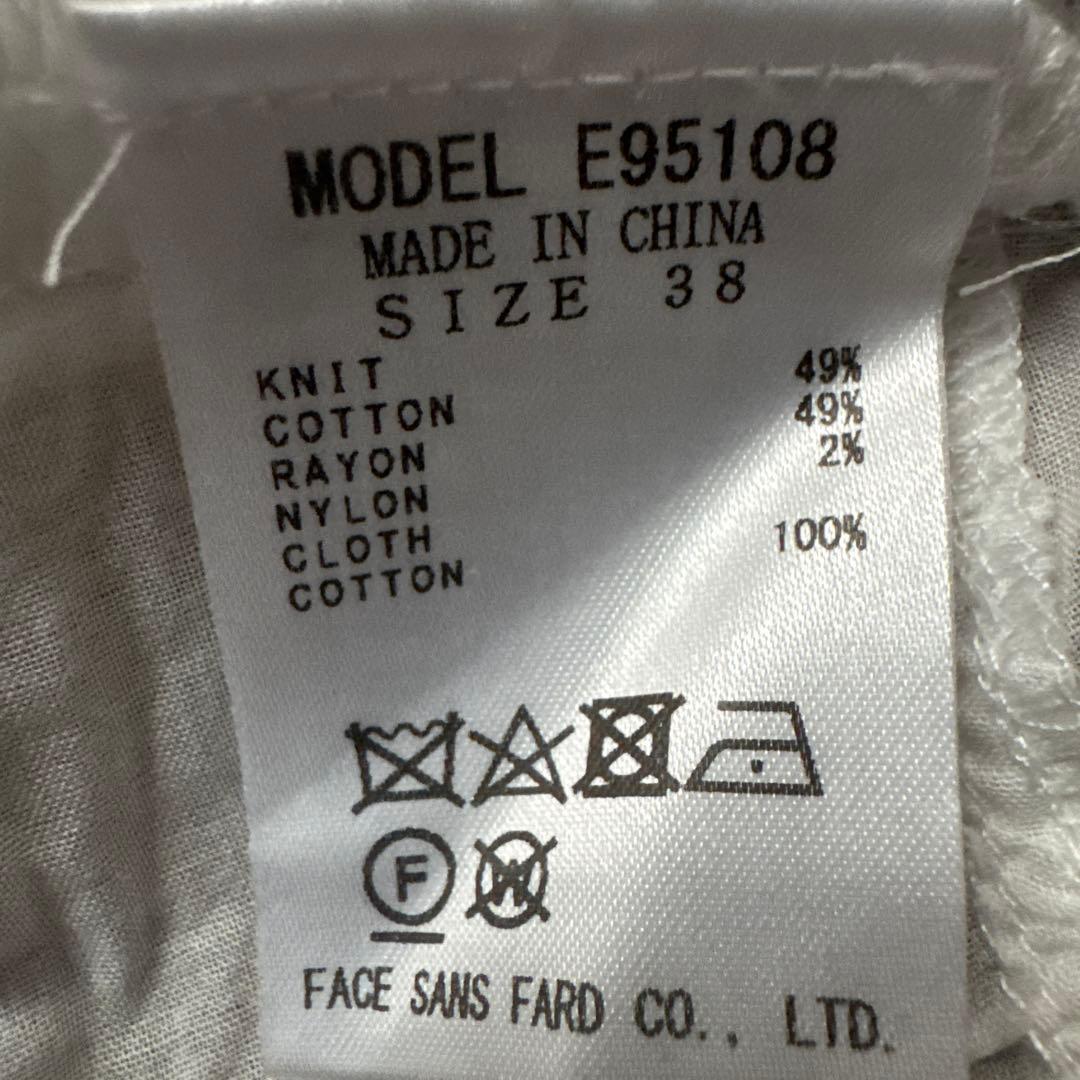 MODEL E95108
MADE IN CHINA
SIZE 38
KNIT 49%
COTTON 49%
RAYON 2%
NYLON
CLOTH 100%
COTTON
F
W
FACE SANS FARD CO., LTD.